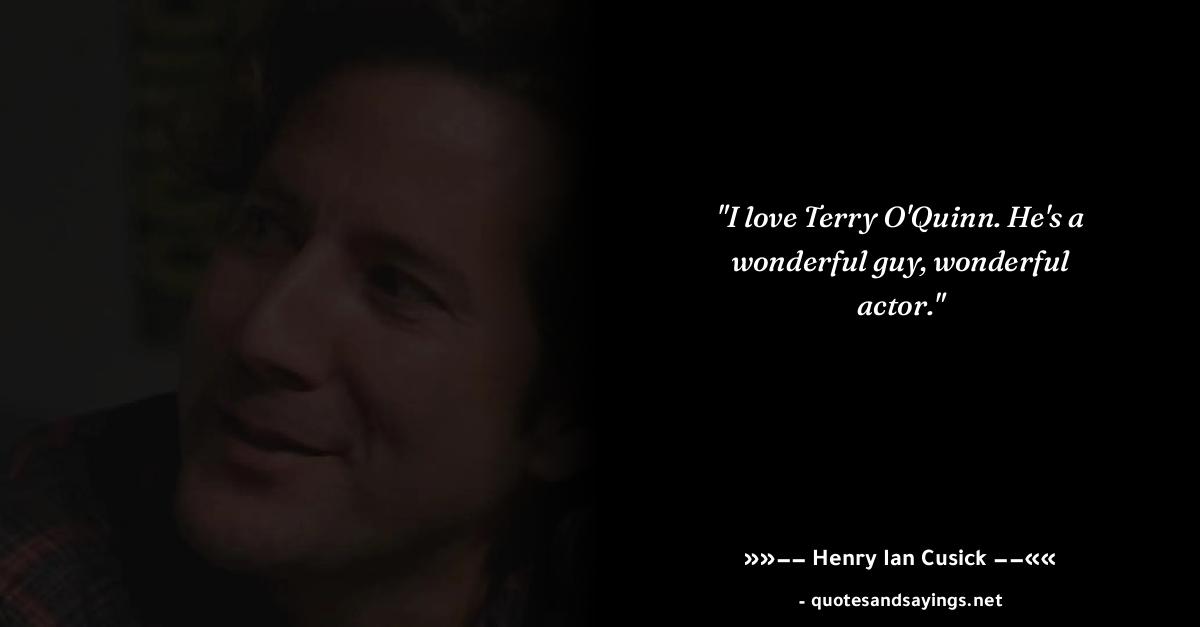 "I love Terry O'Quinn. He's a
wonderful guy, wonderful
actor."
»»−− Henry Ian Cusick −−««
- quotesandsayings.net